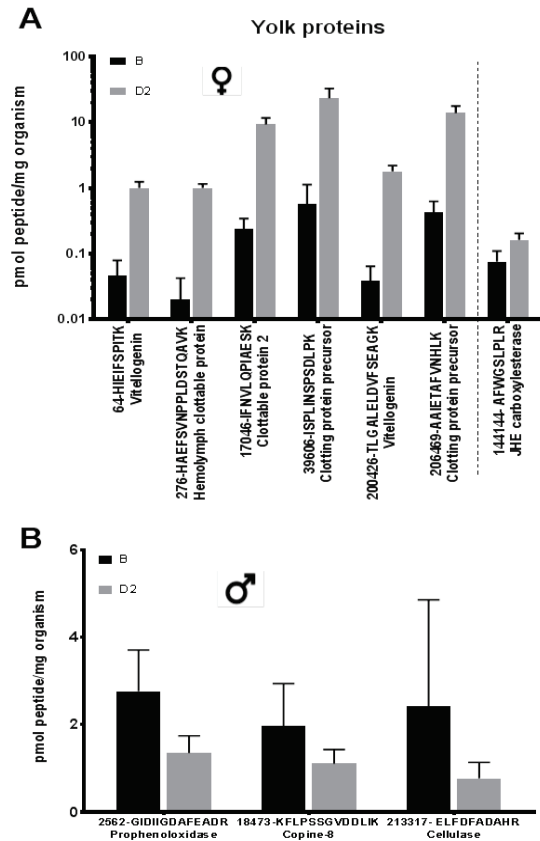 A
Yolk proteins
B
D2
pmol peptide/mg organism
100
10
1
0.1
0.01
64-HIEIFSPITK
Vitellogenin
276-HAEFSVNPPLDSTQAVK
Hemolymph clottable protein
17046-IFNVLQPIAESK
Clottable protein 2
39606-ISPLINSPSDLPK
Clotting protein precursor
200426-TLGALELDVFSEAGK
Vitellogenin
206469-AAIETAFVNHLK
Clotting protein precursor
144144- AFWGSLPLR
JHE carboxylesterase
B
B
D2
pmol peptide/mg organism
6
4
2
0
2562-GIDIIGDAFEADR
Prophenoloxidase
18473-KFLPSSGVDDLIK
Copine-8
213317- ELFDFADAHR
Cellulase